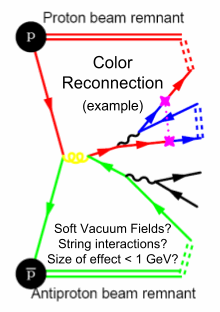 Proton beam remnant
p
Color
Reconnection
(example)
Soft Vacuum Fields?
String interactions?
Size of effect < 1 GeV?
p̅
Antiproton beam remnant